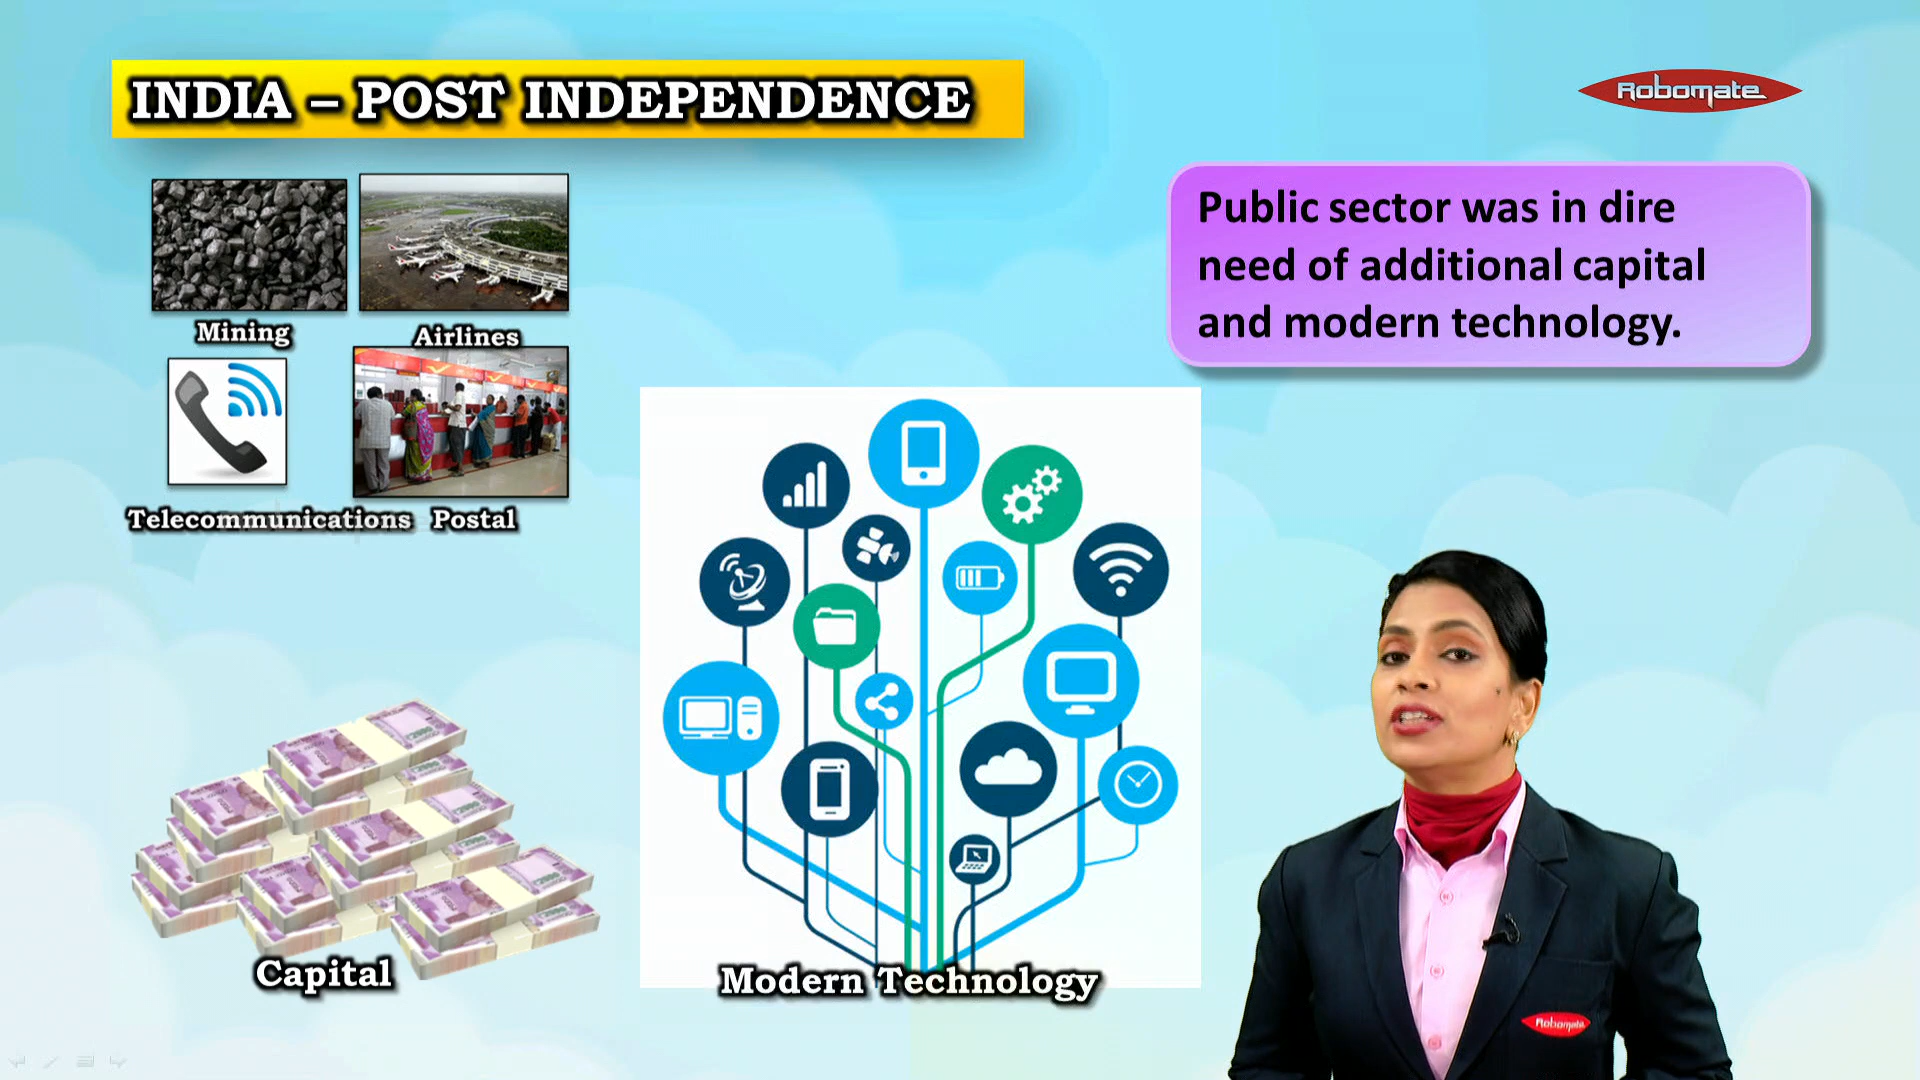 INDIA – POST INDEPENDENCE
Robomate
Public sector was in dire
need of additional capital
and modern technology.
Mining
Airlines
Telecommunications
Postal
Capital
Modern Technology
Robomate